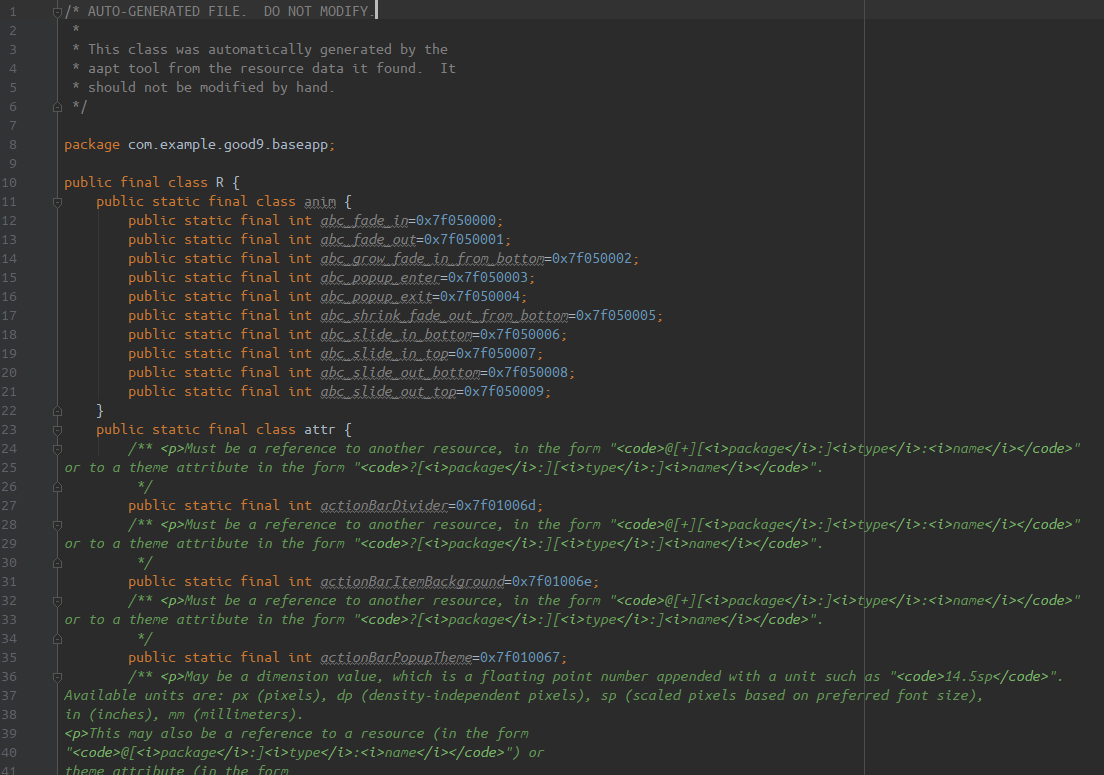 1 /* AUTO-GENERATED FILE.  DO NOT MODIFY.
2  *
3  * This class was automatically generated by the
4  * aapt tool from the resource data it found.  It
5  * should not be modified by hand.
6  */
7
8 package com.example.good9.baseapp;
9
10 public final class R {
11     public static final class anim {
12         public static final int abc_fade_in=0x7f050000;
13         public static final int abc_fade_out=0x7f050001;
14         public static final int abc_grow_fade_in_from_bottom=0x7f050002;
15         public static final int abc_popup_enter=0x7f050003;
16         public static final int abc_popup_exit=0x7f050004;
17         public static final int abc_shrink_fade_out_from_bottom=0x7f050005;
18         public static final int abc_slide_in_bottom=0x7f050006;
19         public static final int abc_slide_in_top=0x7f050007;
20         public static final int abc_slide_out_bottom=0x7f050008;
21         public static final int abc_slide_out_top=0x7f050009;
22     }
23     public static final class attr {
24         /** <p>Must be a reference to another resource, in the form "<code>@[+][<i>package</i>:]<i>type</i>:<i>name</i></code>"
25 or to a theme attribute in the form "<code>?[<i>package</i>:][<i>type</i>:]<i>name</i></code>".
26          */
27         public static final int actionBarDivider=0x7f01006d;
28         /** <p>Must be a reference to another resource, in the form "<code>@[+][<i>package</i>:]<i>type</i>:<i>name</i></code>"
29 or to a theme attribute in the form "<code>?[<i>package</i>:][<i>type</i>:]<i>name</i></code>".
30          */
31         public static final int actionBarItemBackground=0x7f01006e;
32         /** <p>Must be a reference to another resource, in the form "<code>@[+][<i>package</i>:]<i>type</i>:<i>name</i></code>"
33 or to a theme attribute in the form "<code>?[<i>package</i>:][<i>type</i>:]<i>name</i></code>".
34          */
35         public static final int actionBarPopupTheme=0x7f010067;
36         /** <p>May be a dimension value, which is a floating point number appended with a unit such as "<code>14.5sp</code>".
37 Available units are: px (pixels), dp (density-independent pixels), sp (scaled pixels based on preferred font size),
38 in (inches), mm (millimeters).
39 <p>This may also be a reference to a resource (in the form
40 "<code>@[<i>package</i>:]<i>type</i>:<i>name</i></code>") or
41 theme attribute (in the form